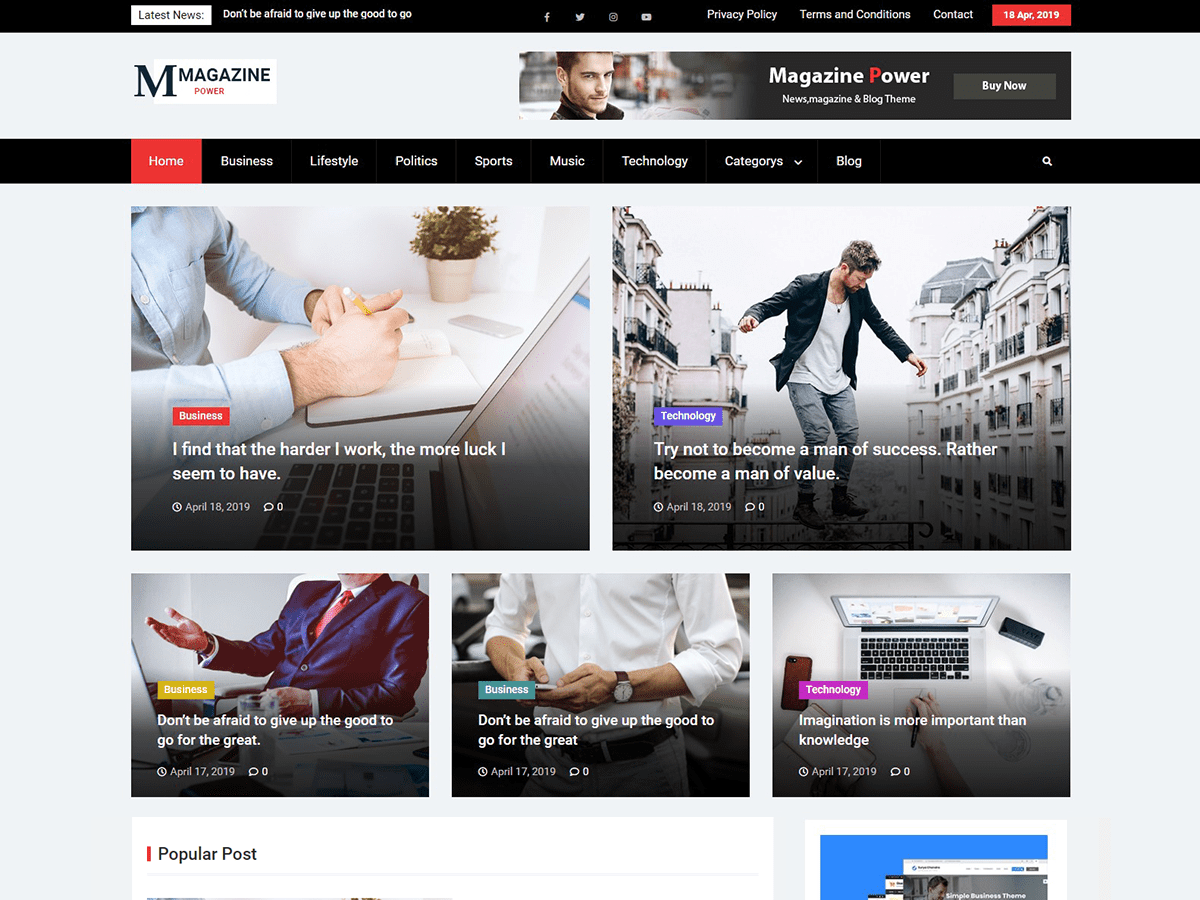 Latest News:
Don't be afraid to give up the good to go
Privacy Policy
Terms and Conditions
Contact
18 Apr, 2019
M MAGAZINE
POWER
Magazine Power
News,magazine & Blog Theme
Buy Now
Home
Business
Lifestyle
Politics
Sports
Music
Technology
Categorys
Blog
Business
I find that the harder I work, the more luck I
seem to have.
April 18, 2019
0
Technology
Try not to become a man of success. Rather
become a man of value.
April 18, 2019
0
Business
Don't be afraid to give up the good to
go for the great.
April 17, 2019
0
Business
Don't be afraid to give up the good to
go for the great
April 17, 2019
0
Technology
Imagination is more important than
knowledge
April 17, 2019
0
Popular Post
Simple Business Theme